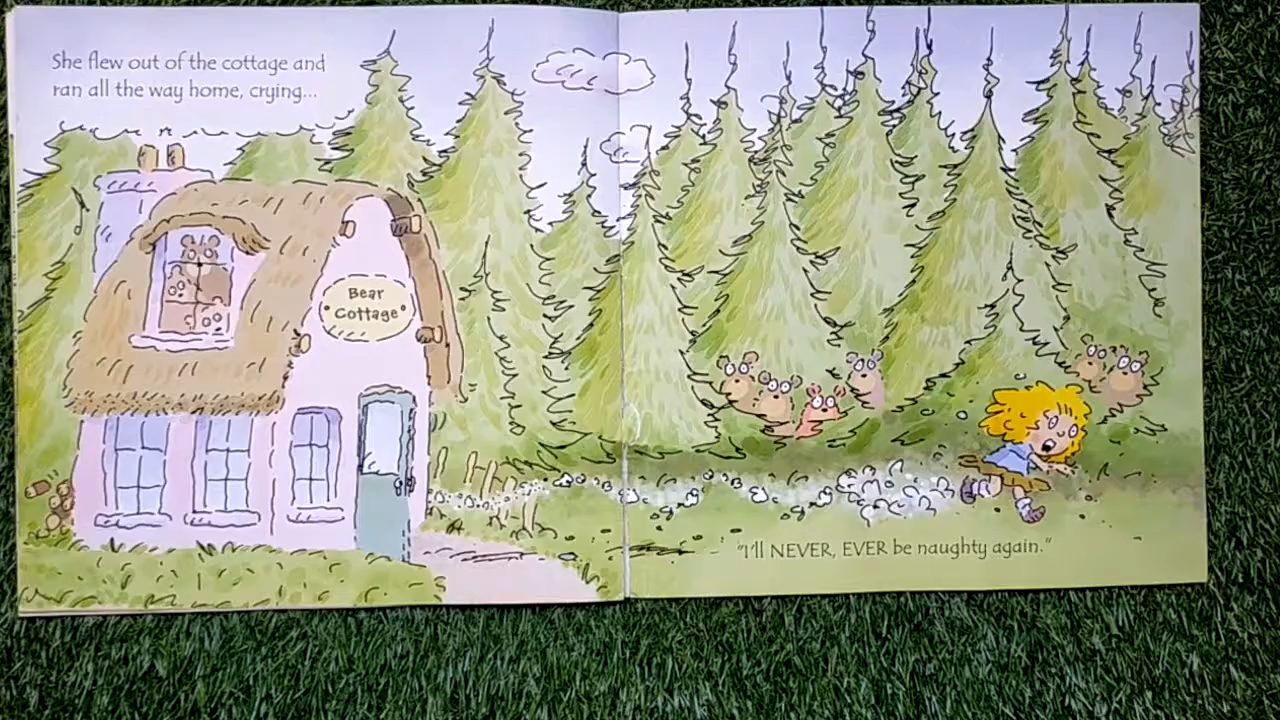 She flew out of the cottage and
ran all the way home, crying...
Bear
Cottage
"I'll NEVER, EVER be naughty again."